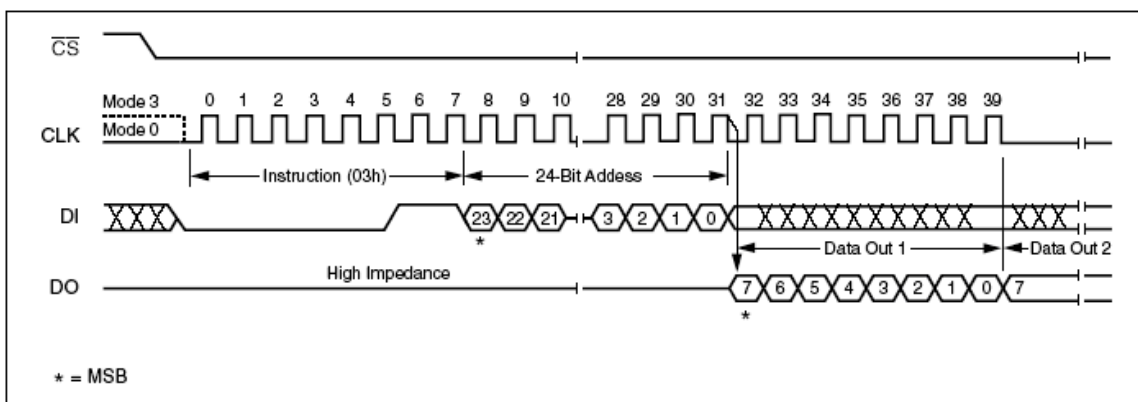 CS
Mode 3
0 1 2 3 4 5 6 7 8 9 10 28 29 30 31 32 33 34 35 36 37 38 39
CLK
Mode 0
Instruction (03h)
24-Bit Addess
DI
23 22 21 3 2 1 0
*
Data Out 1
Data Out 2
High Impedance
DO
7 6 5 4 3 2 1 0 7
*
* = MSB